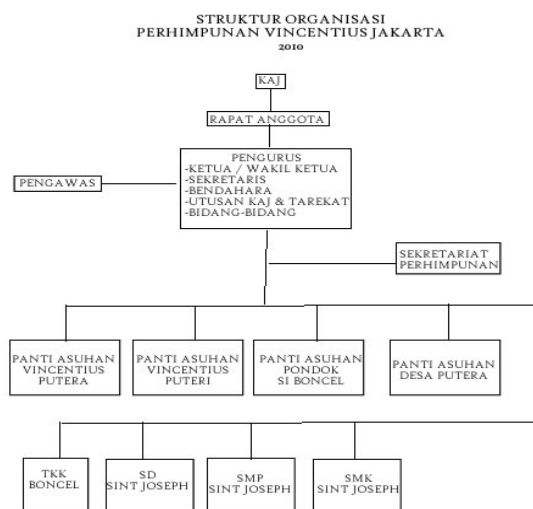 STRUKTUR ORGANISASI
PERHIMPUNAN VINCENTIUS JAKARTA
2010
KAJ
RAPAT ANGGOTA
PENGURUS
-KETUA / WAKIL KETUA
-SEKRETARIS
-BENDAHARA
-UTUSAN KAJ & TAREKAT
-BIDANG-BIDANG
PENGAWAS
SEKRETARIAT
PERHIMPUNAN
PANTI ASUHAN
VINCENTIUS
PUTERA
PANTI ASUHAN
VINCENTIUS
PUTERI
PANTI ASUHAN
PONDOK
SI BONCEL
PANTI ASUHAN
DESA PUTERA
TKK
BONCEL
SD
SINT JOSEPH
SMP
SINT JOSEPH
SMK
SINT JOSEPH